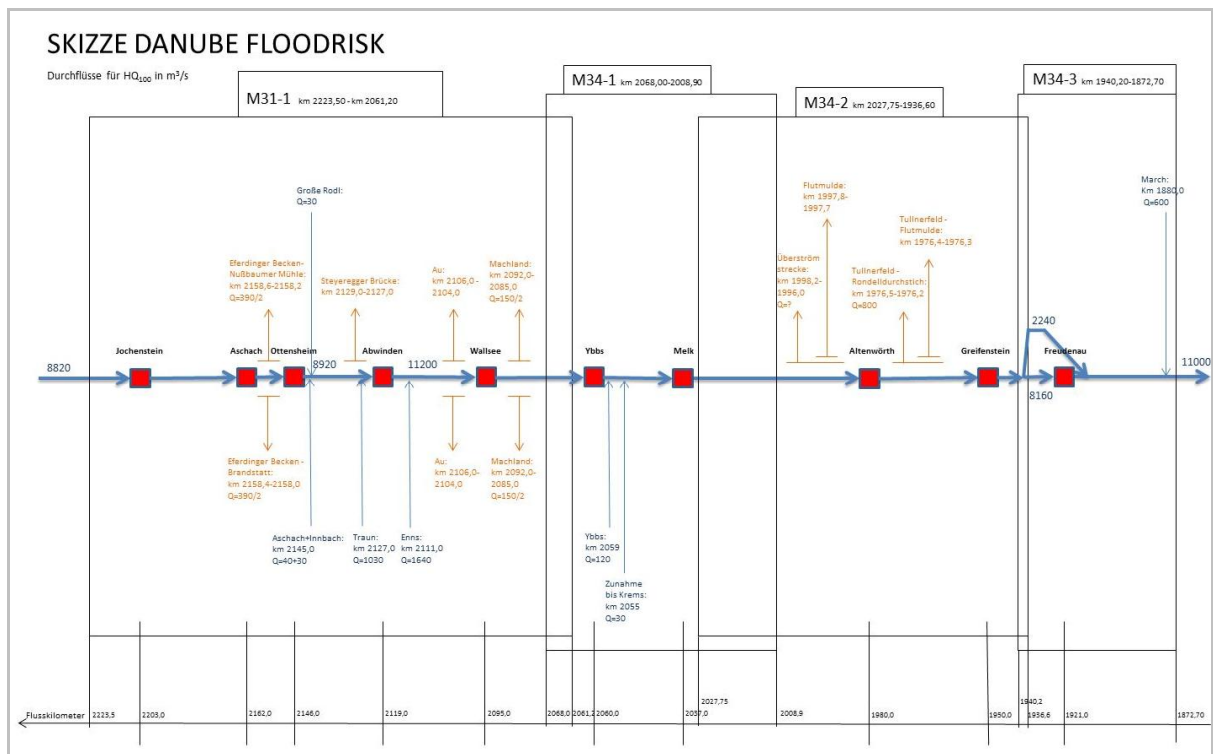 SKIZZE DANUBE FLOODRISK
Durchflüsse für HQ100 in m³/s
M31-1 km 2223,50 - km 2061,20
M34-1 km 2068,00-2008,90
M34-2 km 2027,75-1936,60
M34-3 km 1940,20-1872,70
Große Rodl:
Q=30
Eferdinger Becken-
Nußbaumer Mühle:
km 2158,6-2158,2
Q=390/2
Steyeregger Brücke:
km 2129,0-2127,0
Au:
km 2106,0-
2104,0
Machland:
km 2092,0-
2085,0
Q=150/2
Flutmulde:
km 1997,8-
1997,7
Überström
strecke:
km 1998,2-
1996,0
Q=?
Tullnerfeld -
Flutmulde:
km 1976,4-1976,3
Tullnerfeld -
Rondelldurchstich:
km 1976,5-1976,2
Q=800
March:
Km 1880,0
Q=600
Jochenstein
Aschach
Ottensheim
Abwinden
Wallsee
Ybbs
Melk
Altenwörth
Greifenstein
Freudenau
8820
8920
11200
2240
8160
11000
Eferdinger Becken -
Brandstatt:
km 2158,4-2158,0
Q=390/2
Au:
km 2106,0-
2104,0
Machland:
km 2092,0-
2085,0
Q=150/2
Aschach+Innbach:
km 2145,0
Q=40+30
Traun:
km 2127,0
Q=1030
Enns:
km 2111,0
Q=1640
Ybbs:
km 2059
Q=120
Zunahme
bis Krems:
km 2055
Q=30
Flusskilometer
2223,5
2203,0
2162,0
2146,0
2119,0
2095,0
2068,0
2061,2
2060,0
2037,0
2027,75
2008,9
1980,0
1950,0
1940,2
1936,6
1921,0
1872,70